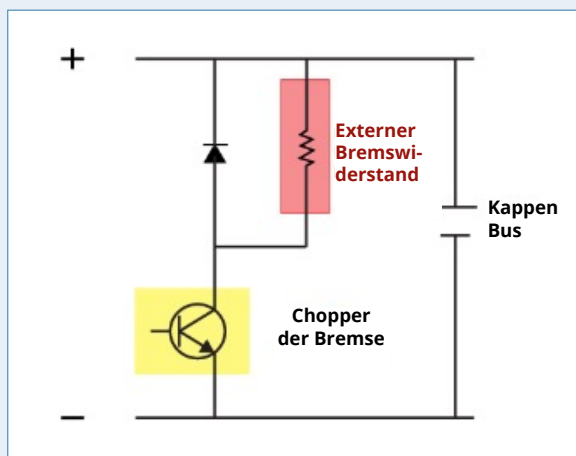 +
Externer
Bremswi-
derstand
Kappen
Bus
Chopper
der Bremse
−